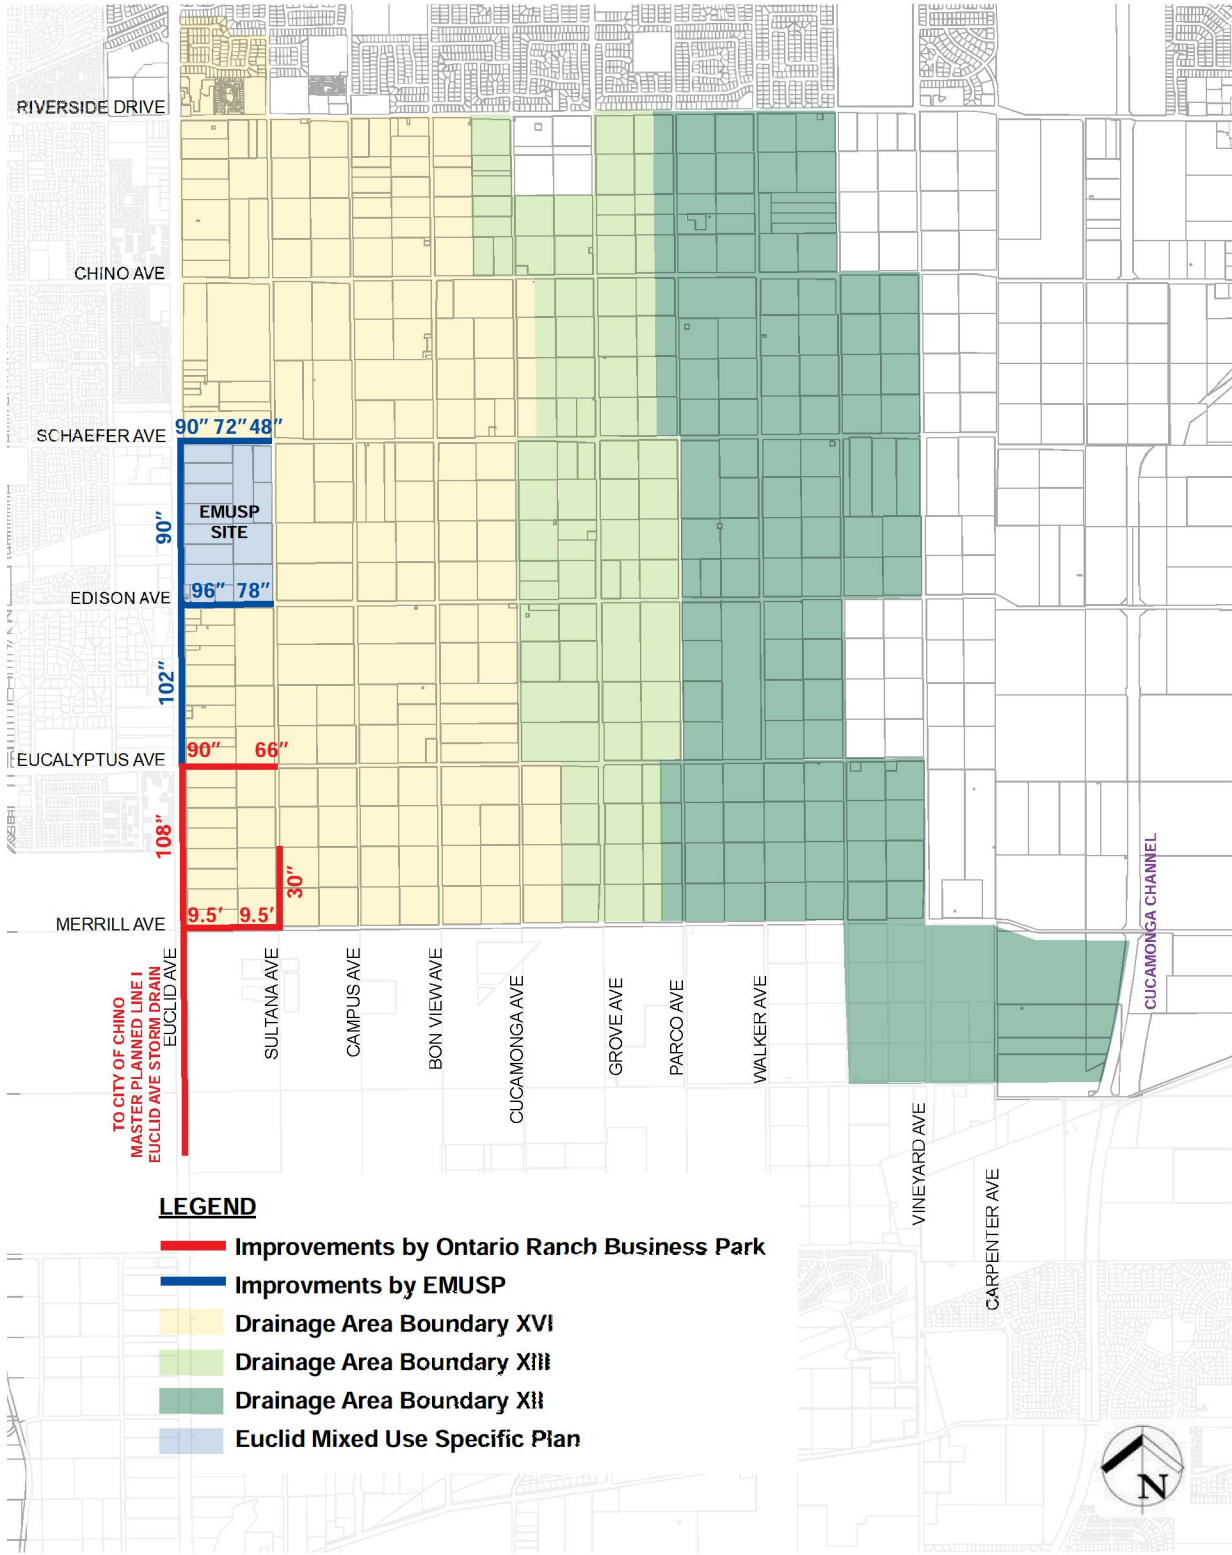 RIVERSIDE DRIVE
CHINO AVE
SCHAEFER AVE
90” 72” 48”
EMUSP
SITE
90”
EDISON AVE
96” 78”
102”
EUCALYPTUS AVE
90” 66”
108”
30”
9.5’ 9.5’
MERRILL AVE
CUCAMONGA CHANNEL
EUCLID AVE
SULTANA AVE
CAMPUS AVE
BON VIEW AVE
CUCAMONGA AVE
GROVE AVE
PARCO AVE
WALKER AVE
VINEYARD AVE
CARPENTER AVE
TO CITY OF CHINO
MASTER PLANNED LINE I
EUCLID AVE STORM DRAIN
LEGEND
Improvements by Ontario Ranch Business Park
Improvments by EMUSP
Drainage Area Boundary XVI
Drainage Area Boundary XIII
Drainage Area Boundary XII
Euclid Mixed Use Specific Plan
N